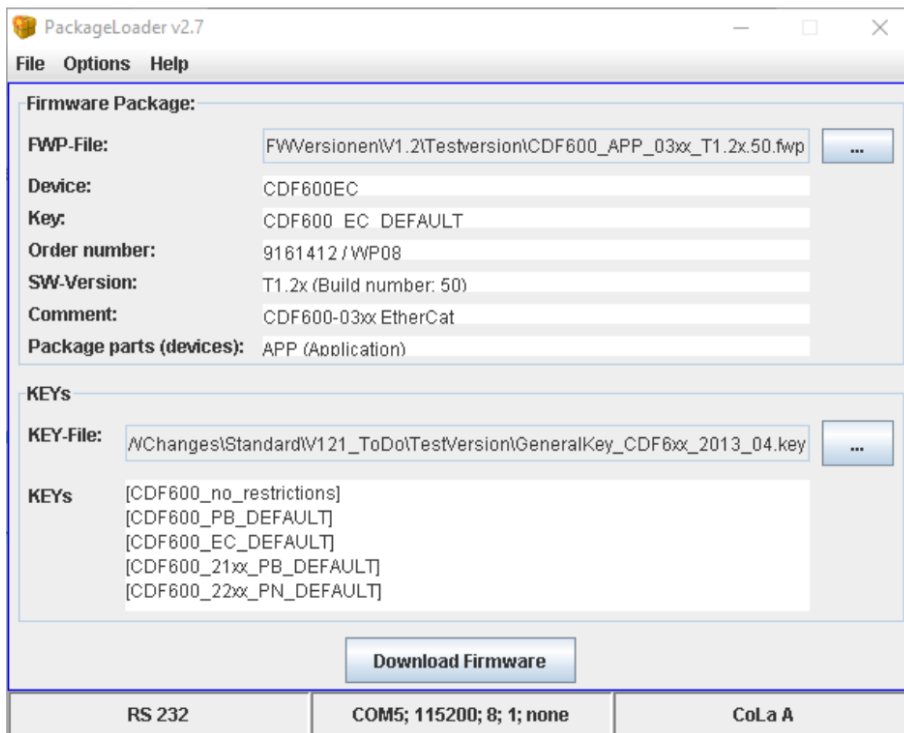 PackageLoader v2.7
File Options Help
Firmware Package:
FWP-File: FWVersionen\V1.2\Testversion\CDF600_APP_03xx_T1.2x.50.fwp ...
Device: CDF600EC
Key: CDF600_EC_DEFAULT
Order number: 9161412 / WP08
SW-Version: T1.2x (Build number: 50)
Comment: CDF600-03xx EtherCat
Package parts (devices): APP (Application)
KEYs
KEY-File: \Changes\Standard\V121_ToDo\TestVersion\GeneralKey_CDF6xx_2013_04.key ...
KEYs [CDF600_no_restrictions]
[CDF600_PB_DEFAULT]
[CDF600_EC_DEFAULT]
[CDF600_21xx_PB_DEFAULT]
[CDF600_22xx_PN_DEFAULT]
Download Firmware
RS 232 COM5; 115200; 8; 1; none CoLa A